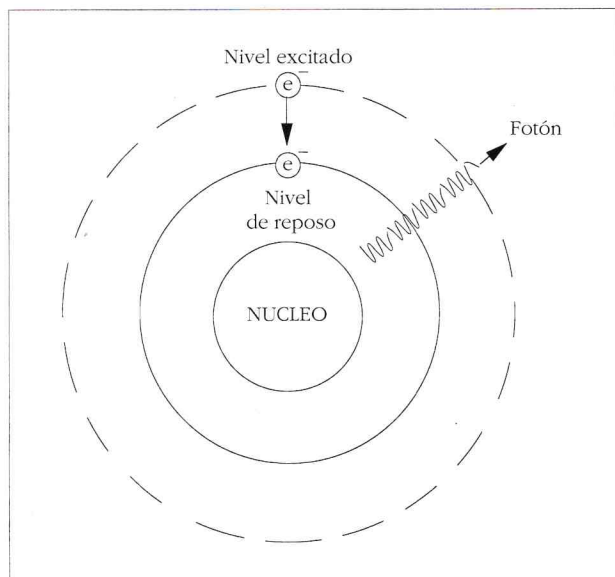 Nivel excitado
e⁻
Fotón
e⁻
Nivel
de reposo
NUCLEO